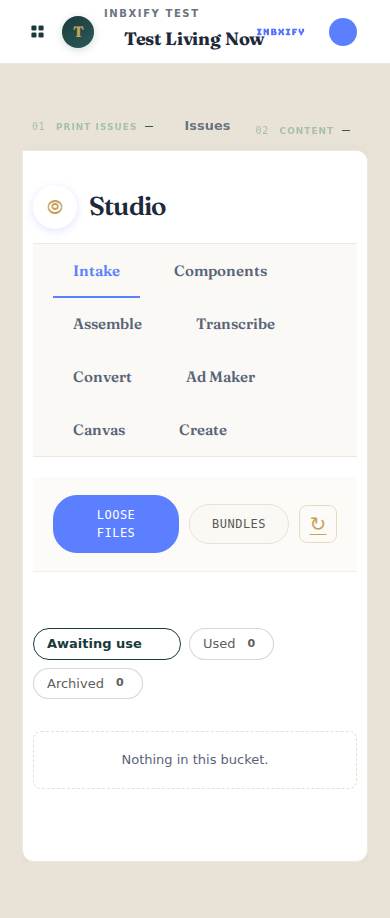 INBXIFY TEST
T
Test Living Now
INBXIFY
01 PRINT ISSUES —
Issues
02 CONTENT —
Studio
Intake
Components
Assemble
Transcribe
Convert
Ad Maker
Canvas
Create
LOOSE
FILES
BUNDLES
↻
Awaiting use
Used 0
Archived 0
Nothing in this bucket.